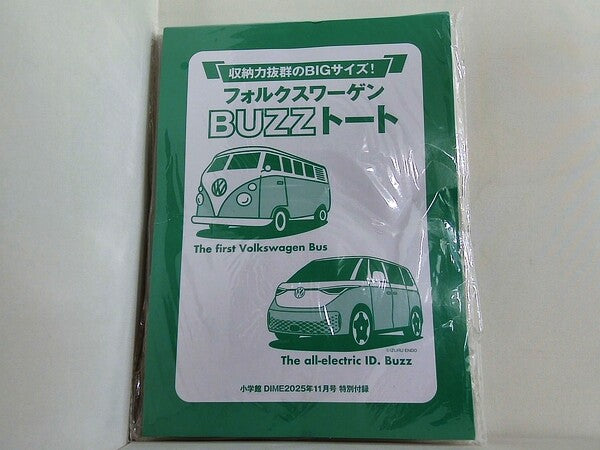 収納力抜群のBIGサイズ！
フォルクスワーゲン
BUZZトート
The first Volkswagen Bus
©IZURU ENDO
The all-electric ID. Buzz
小学館 DIME2025年11月号 特別付録